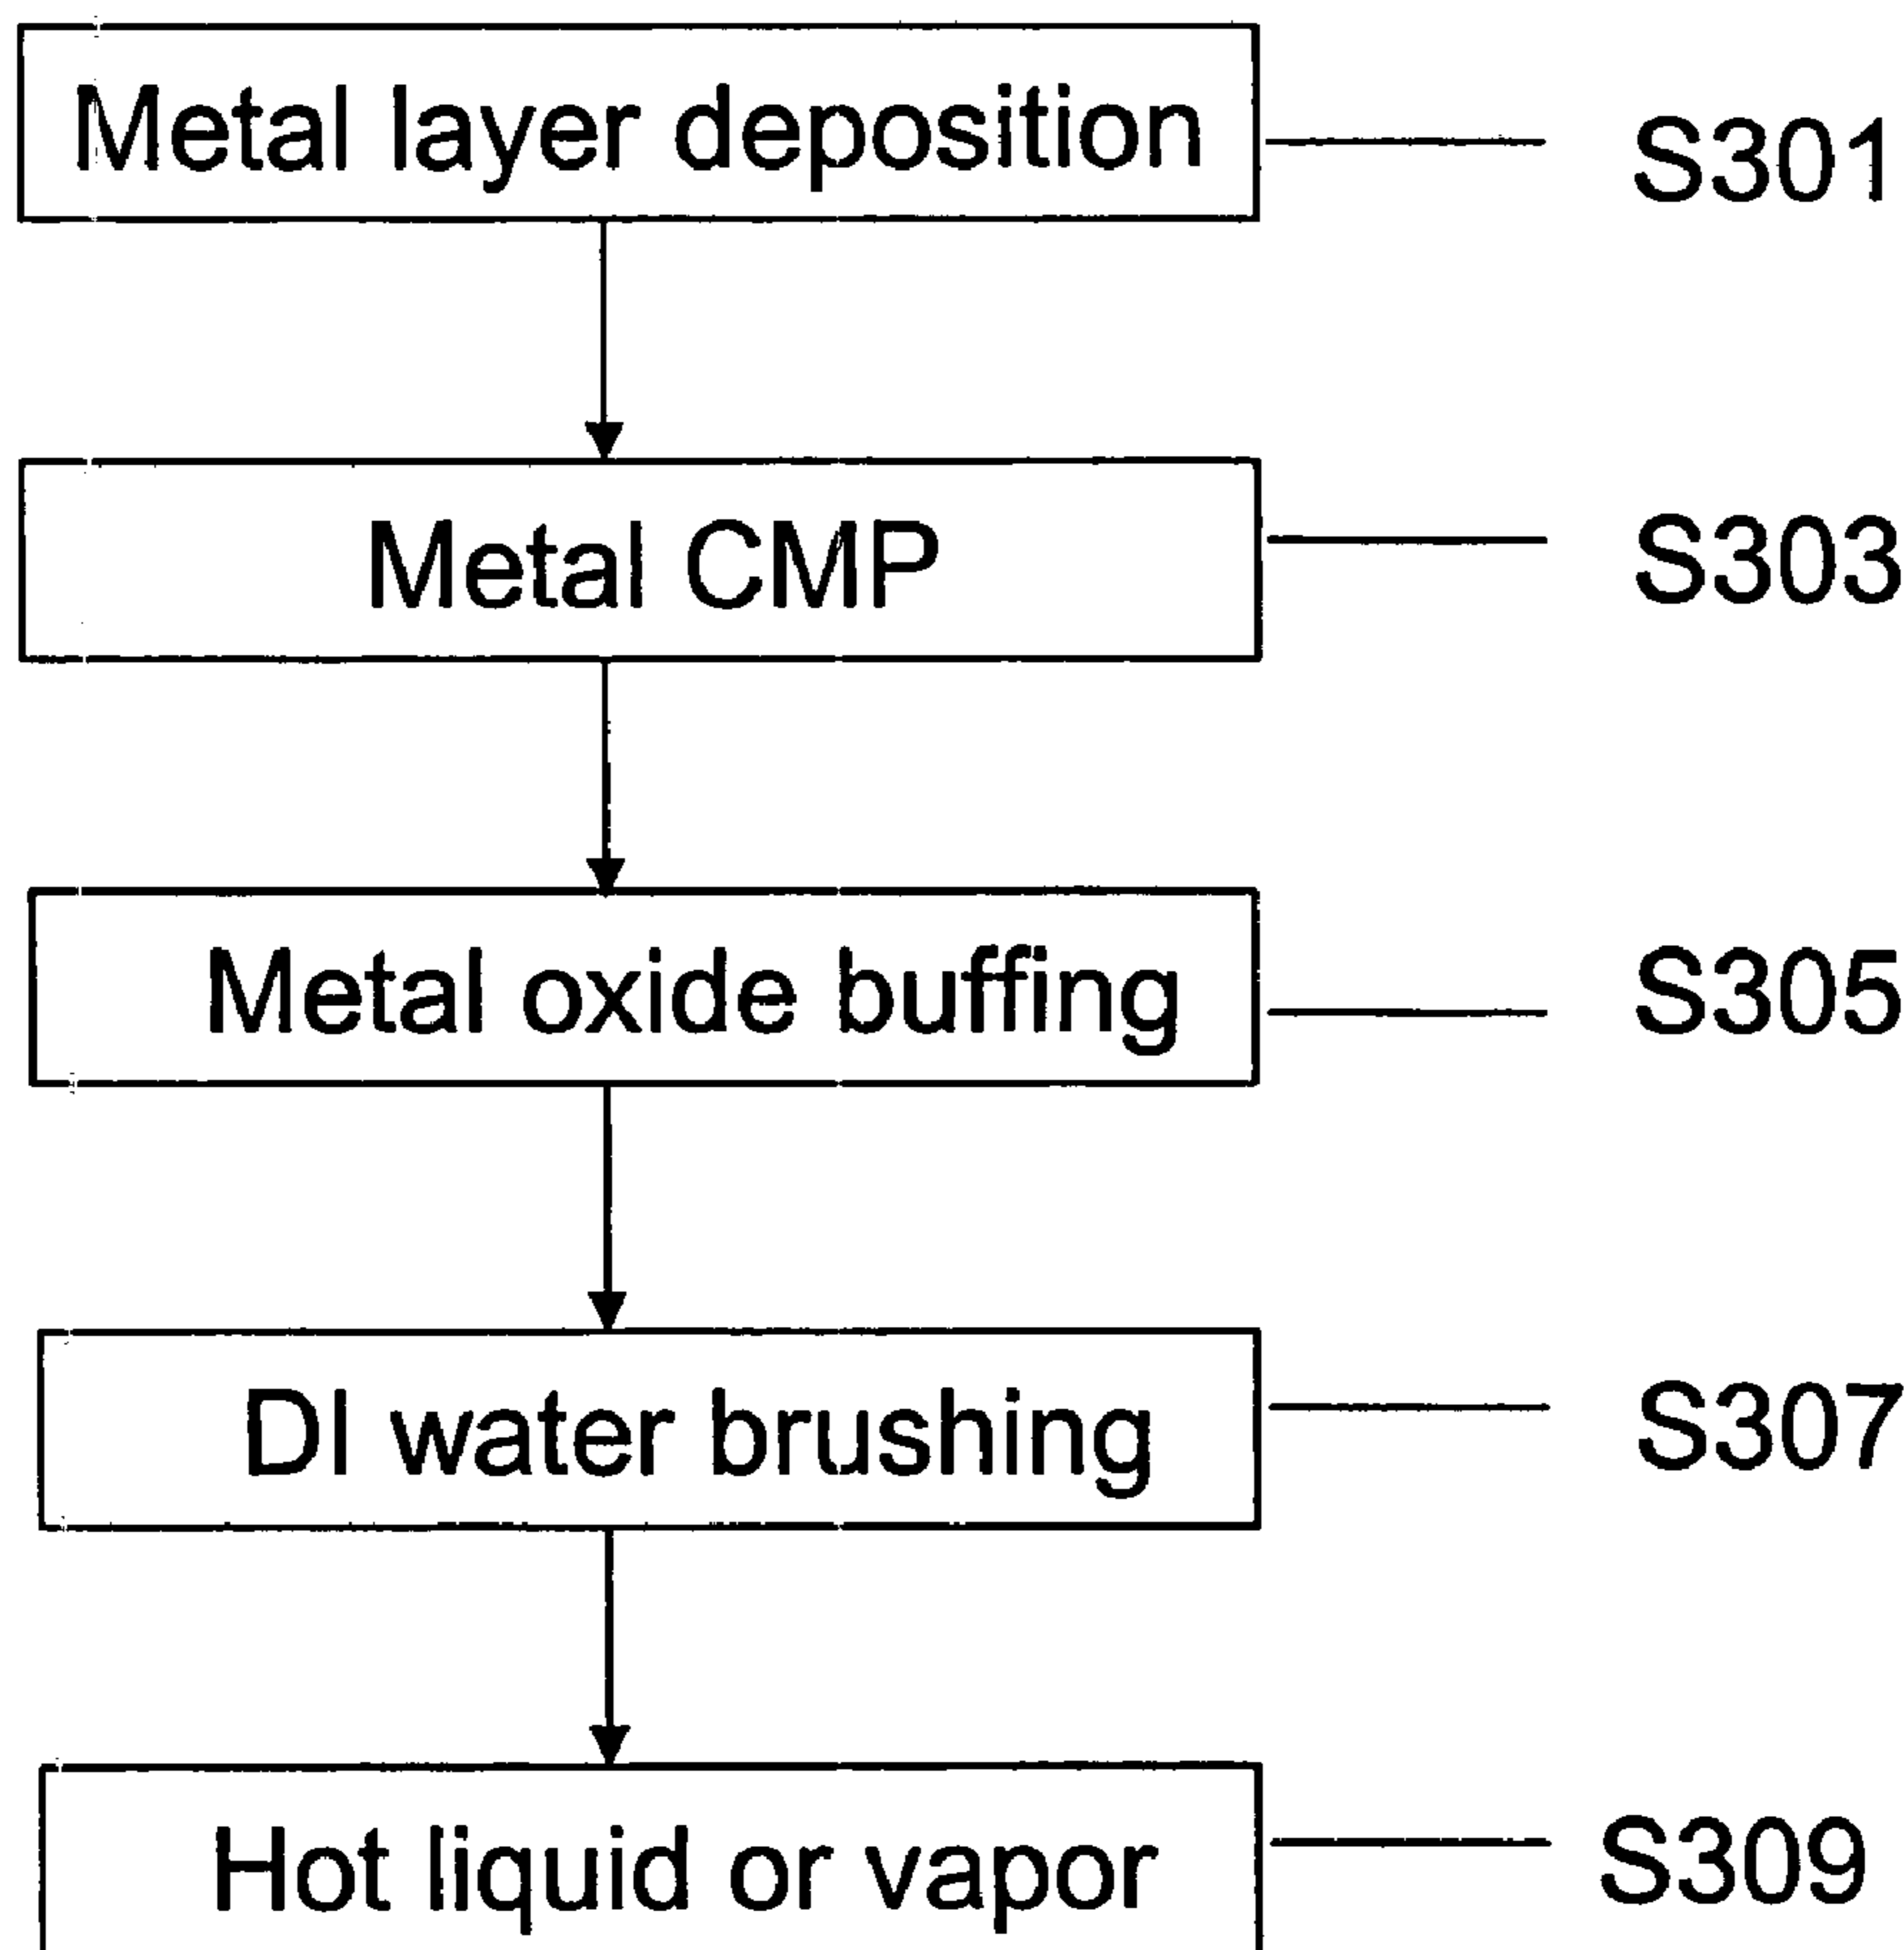 Metal layer deposition S301
Metal CMP S303
Metal oxide buffing S305
DI water brushing S307
Hot liquid or vapor S309